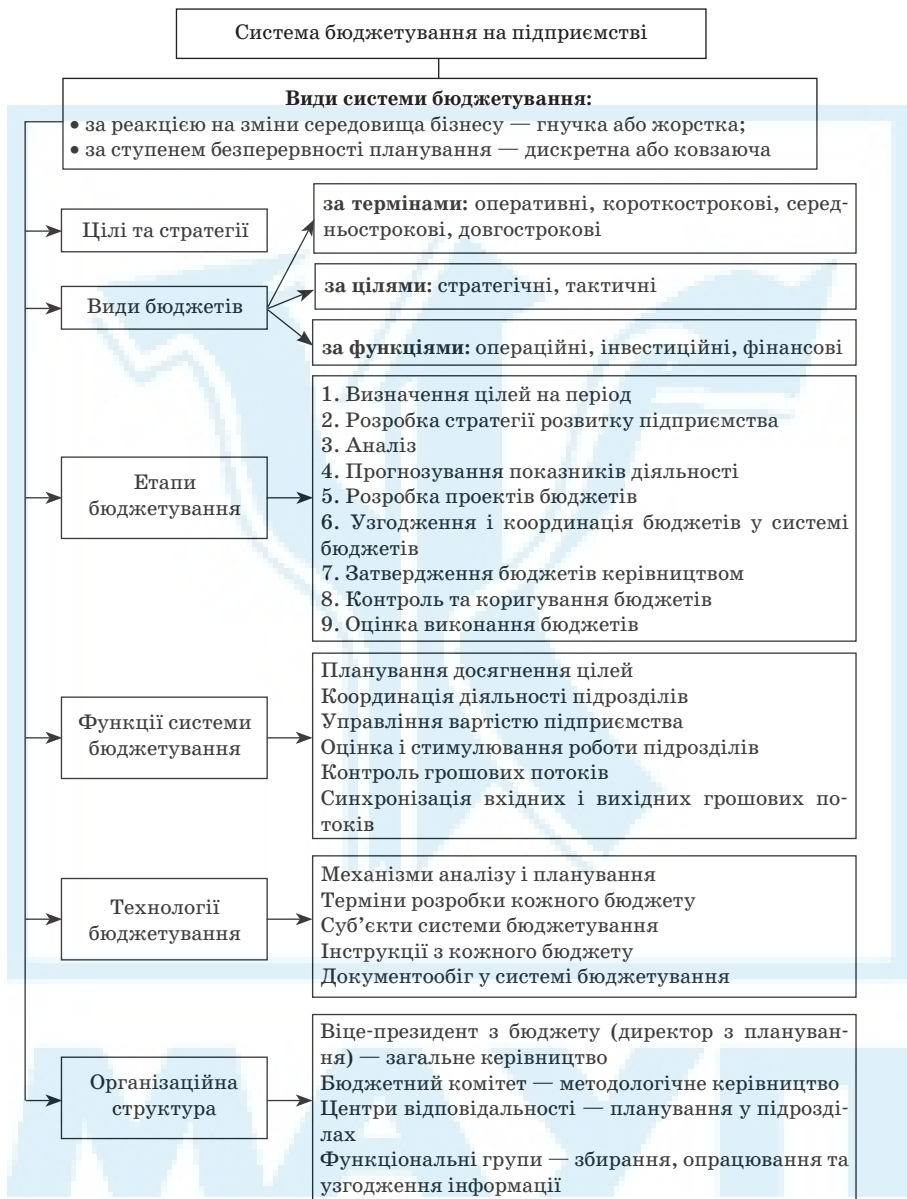 Система бюджетування на підприємстві
Види системи бюджетування:
• за реакцією на зміни середовища бізнесу — гнучка або жорстка;
• за ступенем безперервності планування — дискретна або ковзаюча
Цілі та стратегії
за термінами: оперативні, короткострокові, серед-
ньострокові, довгострокові
Види бюджетів
за цілями: стратегічні, тактичні
за функціями: операційні, інвестиційні, фінансові
Етапи
бюджетування
1. Визначення цілей на період
2. Розробка стратегії розвитку підприємства
3. Аналіз
4. Прогнозування показників діяльності
5. Розробка проектів бюджетів
6. Узгодження і координація бюджетів у системі
бюджетів
7. Затвердження бюджетів керівництвом
8. Контроль та коригування бюджетів
9. Оцінка виконання бюджетів
Функції системи
бюджетування
Планування досягнення цілей
Координація діяльності підрозділів
Управління вартістю підприємства
Оцінка і стимулювання роботи підрозділів
Контроль грошових потоків
Синхронізація вхідних і вихідних грошових по-
токів
Технології
бюджетування
Механізми аналізу і планування
Терміни розробки кожного бюджету
Суб’єкти системи бюджетування
Інструкції з кожного бюджету
Документообіг у системі бюджетування
Організаційна
структура
Віце-президент з бюджету (директор з плануван-
ня) — загальне керівництво
Бюджетний комітет — методологічне керівництво
Центри відповідальності — планування у підрозді-
лах
Функціональні групи — збирання, опрацювання та
узгодження інформації
МАУП